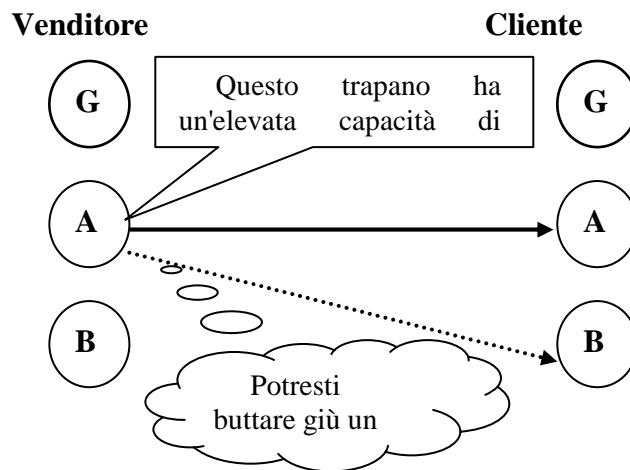 Venditore Cliente
G
Questo trapano ha
un'elevata capacità di
G
A
A
B
B
Potresti
buttare giù un